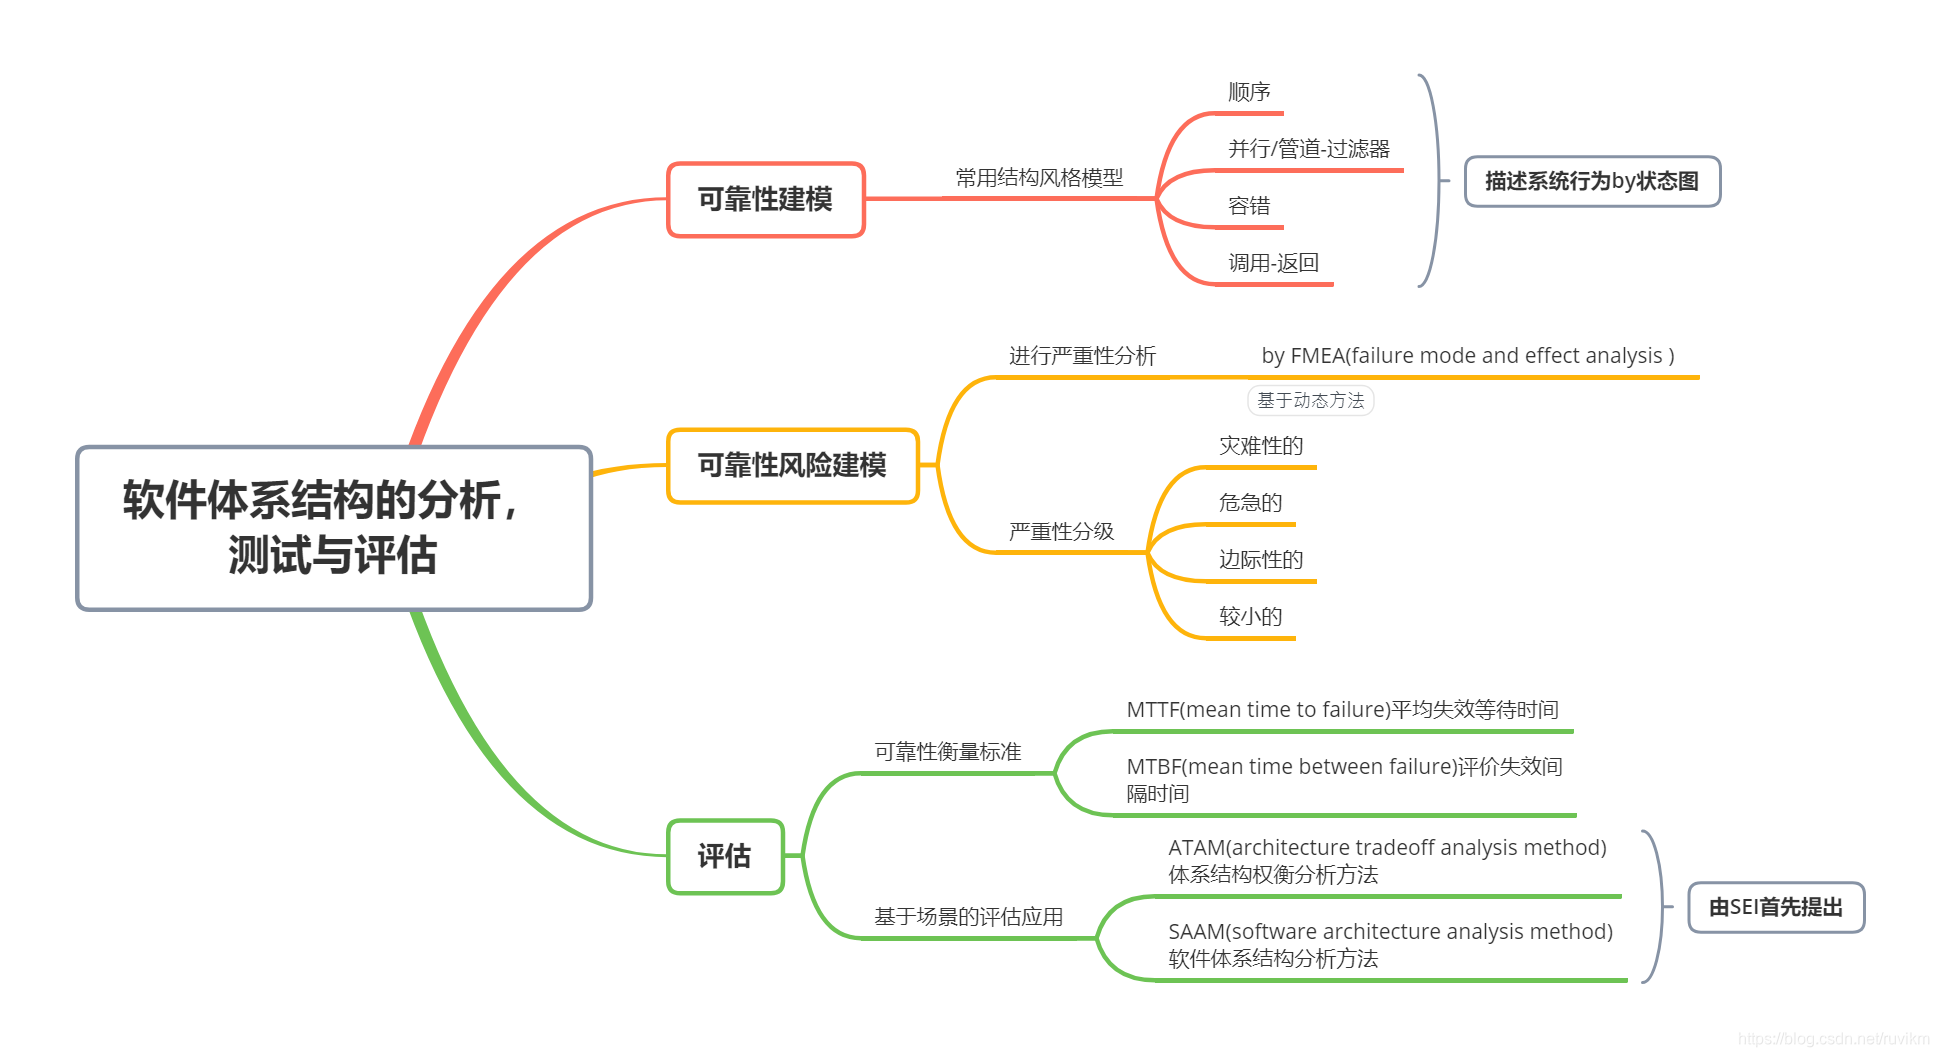 软件体系结构的分析，
测试与评估
可靠性建模
常用结构风格模型
顺序
并行/管道-过滤器
容错
调用-返回
描述系统行为by状态图
可靠性风险建模
进行严重性分析
by FMEA(failure mode and effect analysis )
基于动态方法
严重性分级
灾难性的
危急的
边际性的
较小的
评估
可靠性衡量标准
MTTF(mean time to failure)平均失效等待时间
MTBF(mean time between failure)评价失效间
隔时间
基于场景的评估应用
ATAM(architecture tradeoff analysis method)
体系结构权衡分析方法
SAAM(software architecture analysis method)
软件体系结构分析方法
由SEI首先提出
https://blog.csdn.net/ruvikm